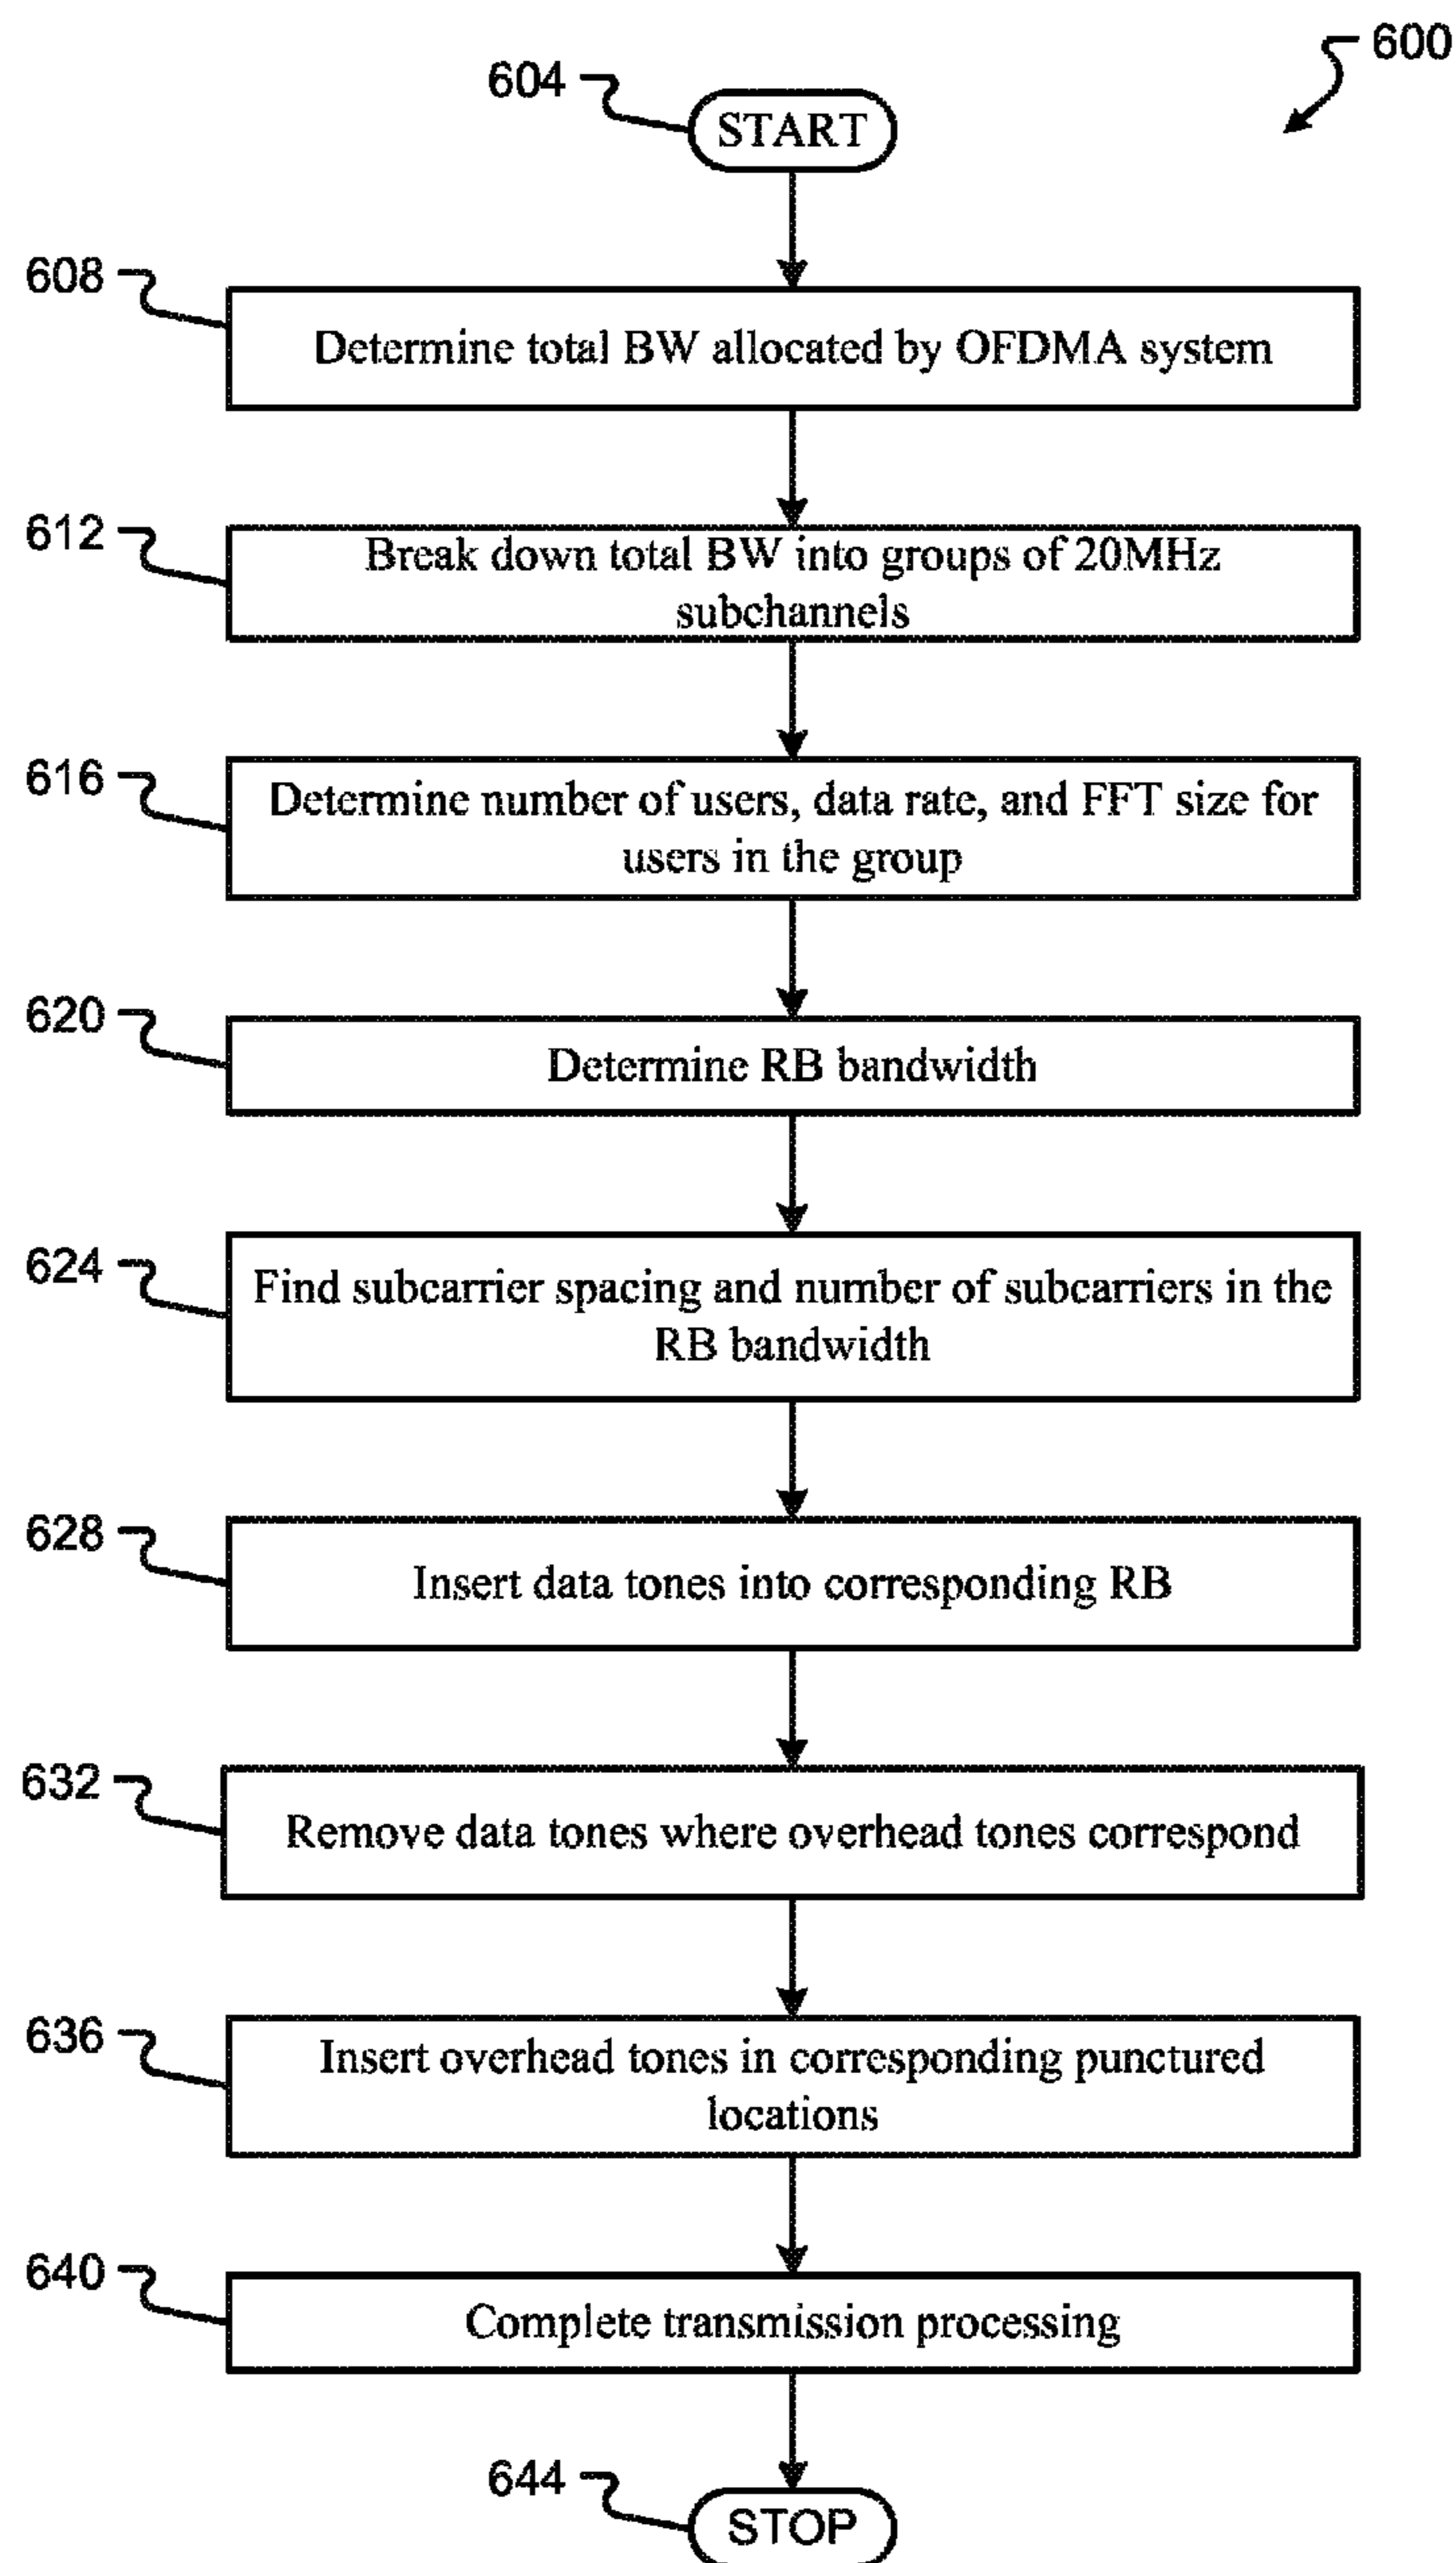 600
604
START
608
Determine total BW allocated by OFDMA system
612
Break down total BW into groups of 20MHz
subchannels
616
Determine number of users, data rate, and FFT size for
users in the group
620
Determine RB bandwidth
624
Find subcarrier spacing and number of subcarriers in the
RB bandwidth
628
Insert data tones into corresponding RB
632
Remove data tones where overhead tones correspond
636
Insert overhead tones in corresponding punctured
locations
640
Complete transmission processing
644
STOP